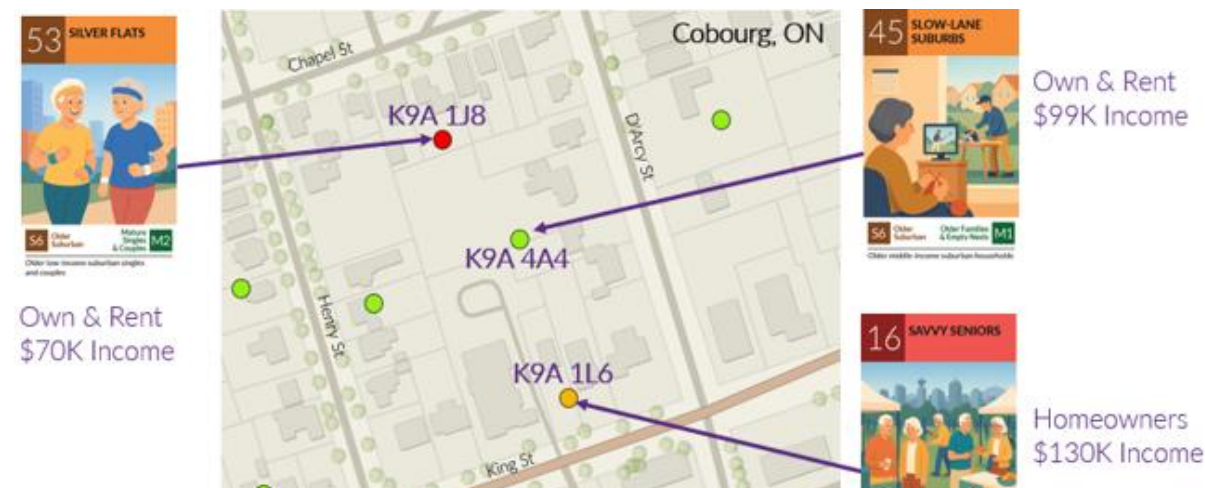 53 SILVER FLATS
S6 Older Suburban
Mature Singles & Couples M2
Older low-income suburban singles
and couples
Own & Rent
$70K Income
Cobourg, ON
Chapel St
K9A 1J8
D'Arcy St
K9A 4A4
Henry St
K9A 1L6
King St
45 SLOW-LANE
SUBURBS
S6 Older Suburban
Older Families & Empty Nests M1
Older middle-income suburban households
Own & Rent
$99K Income
16 SAVVY SENIORS
Homeowners
$130K Income